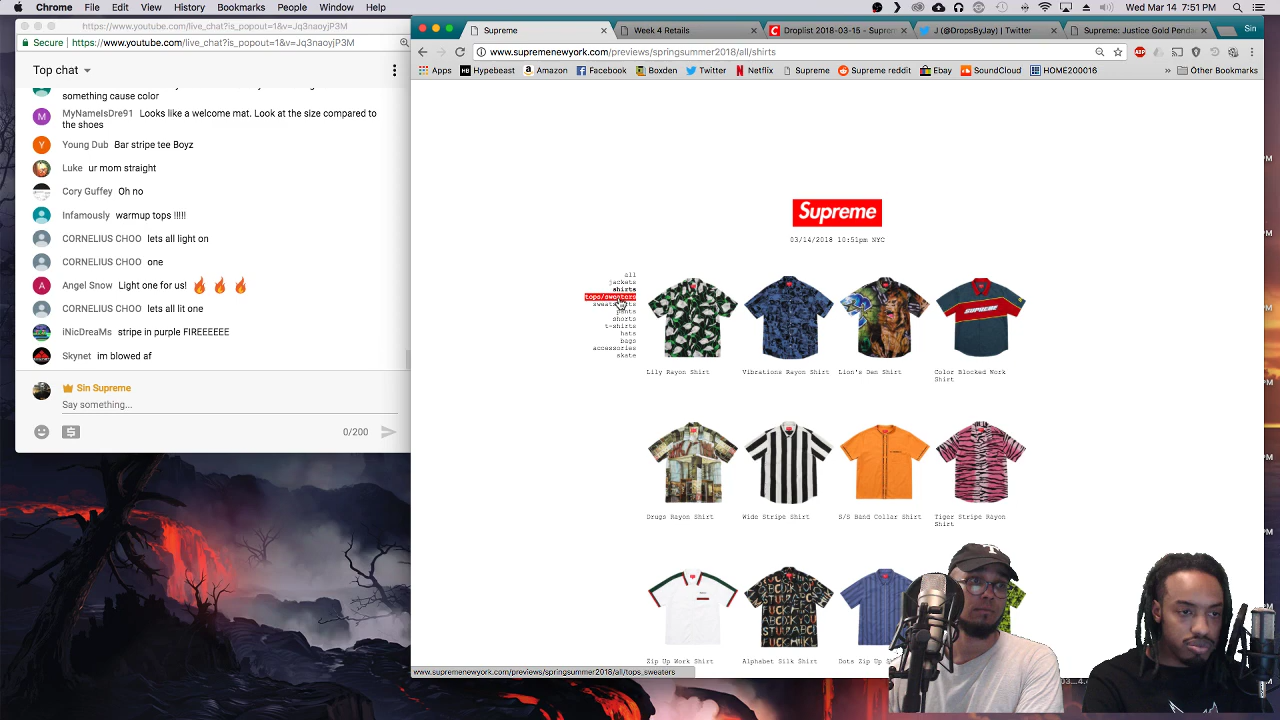 Chrome File Edit View History Bookmarks People Window Help
Wed Mar 14 7:51 PM
https://www.youtube.com/live_chat?is_popout=1&v=Jq3naoyjP3M
Secure https://www.youtube.com/live_chat?is_popout=1&v=Jq3naoyjP3M
Top chat
something cause color
MyNameIsDre91 Looks like a welcome mat. Look at the size compared to
the shoes
Young Dub Bar stripe tee Boyz
Luke ur mom straight
Cory Guffey Oh no
Infamously warmup tops !!!!!
CORNELIUS CHOO lets all light on
CORNELIUS CHOO one
Angel Snow Light one for us! 🔥 🔥 🔥
CORNELIUS CHOO lets all lit one
iNicDreaMs stripe in purple FIREEEEE
Skynet im blowed af
Sin Supreme
Say something...
0/200
Supreme
Week 4 Retails
Droplist 2018-03-15 - Suprem
J (@DropsByJay) | Twitter
Supreme: Justice Gold Penda
Sin
supremenewyork.com/previews/springsummer2018/all/shirts
Apps Hypebeast Amazon Facebook Boxden Twitter Netflix Supreme Supreme reddit Ebay SoundCloud HOME200016 » Other Bookmarks
Supreme
03/14/2018 10:51pm NYC
all
jackets
shirts
tops/sweaters
sweatshirts
pants
shorts
t-shirts
hats
bags
accessories
skate
Lily Rayon Shirt
Vibrations Rayon Shirt
Lion's Den Shirt
Color Blocked Work
Shirt
Drugs Rayon Shirt
Wide Stripe Shirt
S/S Band Collar Shirt
Tiger Stripe Rayon
Shirt
Zip Up Work Shirt
Alphabet Silk Shirt
Dots Zip Up
www.supremenewyork.com/previews/springsummer2018/all/tops_sweaters